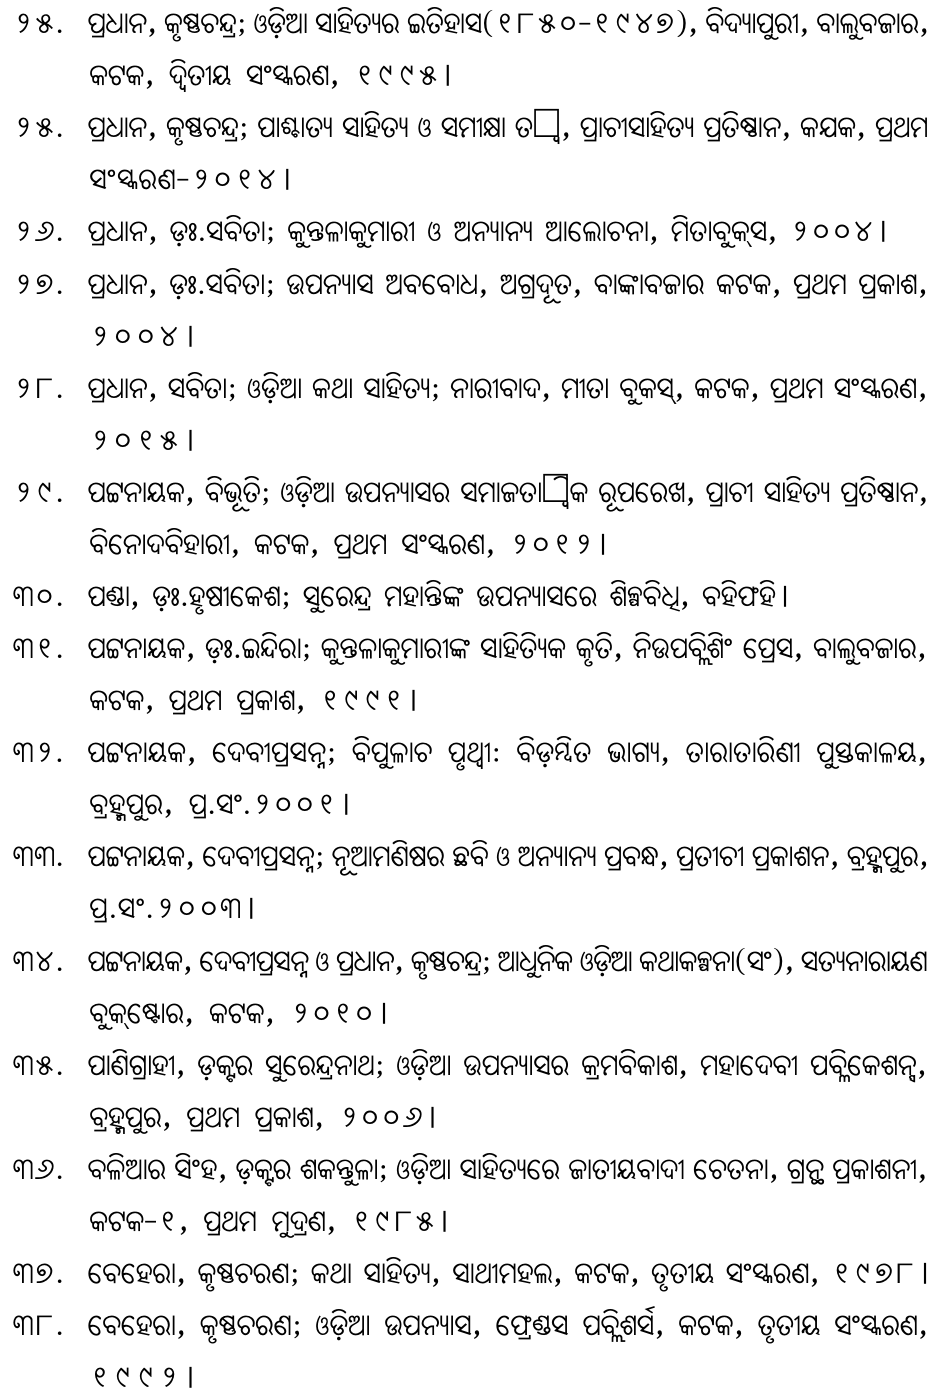 ୨୫. ପ୍ରଧାନ, କୃଷ୍ଣଚନ୍ଦ୍ର; ଓଡ଼ିଆ ସାହିତ୍ୟର ଇତିହାସ(୧୮୫୦-୧୯୪୭), ବିଦ୍ୟାପୁରୀ, ବାଲୁବଜାର,
କଟକ, ଦ୍ୱିତୀୟ ସଂସ୍କରଣ, ୧୯୯୫।
୨୫. ପ୍ରଧାନ, କୃଷ୍ଣଚନ୍ଦ୍ର; ପାଶ୍ଚାତ୍ୟ ସାହିତ୍ୟ ଓ ସମୀକ୍ଷା ପ୍ରାଚୀସାହିତ୍ୟ ପ୍ରତିଷ୍ଠାନ, କଯକ, ପ୍ରଥମ
ସଂସ୍କରଣ-୨୦୧୪।
୨୬. ପ୍ରଧାନ, ଡ଼ଃ.ସବିତା; କୁନ୍ତଳାକୁମାରୀ ଓ ଅନ୍ୟାନ୍ୟ ଆଲୋଚନା, ମିତାବୁକ୍‌ସ, ୨୦୦୪।
୨୭. ପ୍ରଧାନ, ଡ଼ଃ.ସବିତା; ଉପନ୍ୟାସ ଅବବୋଧ, ଅଗ୍ରଦୂତ, ବାଙ୍କାବଜାର କଟକ, ପ୍ରଥମ ପ୍ରକାଶ,
୨୦୦୪।
୨୮. ପ୍ରଧାନ, ସବିତା; ଓଡ଼ିଆ କଥା ସାହିତ୍ୟ; ନାରୀବାଦ, ମୀତା ବୁକସ୍, କଟକ, ପ୍ରଥମ ସଂସ୍କରଣ,
୨୦୧୫।
୨୯. ପଟ୍ଟନାୟକ, ବିଭୂତି; ଓଡ଼ିଆ ଉପନ୍ୟାସର ରୂପରେଖ, ପ୍ରାଚୀ ସାହିତ୍ୟ ପ୍ରତିଷ୍ଠାନ,
ବିନୋଦବିହାରୀ, କଟକ, ପ୍ରଥମ ସଂସ୍କରଣ, ୨୦୧୨।
୩୦. ପଣ୍ଡା, ଡ଼ଃ.ହୃଷୀକେଶ; ସୁରେନ୍ଦ୍ର ମହାନ୍ତିଙ୍କ ଉପନ୍ୟାସରେ ଶିଳ୍ପବିଧି, ବହିଫହି।
୩୧. ପଟ୍ଟନାୟକ, ଡ଼ଃ.ଇନ୍ଦିରା; କୁନ୍ତଳାକୁମାରୀଙ୍କ ସାହିତ୍ୟିକ କୃତି, ନିଉପବ୍ଲିଶିଂ ପ୍ରେସ, ବାଲୁବଜାର,
କଟକ, ପ୍ରଥମ ପ୍ରକାଶ, ୧୯୯୧।
୩୨. ପଟ୍ଟନାୟକ, ଦେବୀପ୍ରସନ୍ନ; ବିପୁଳାଚ ପୃଥ୍ୱୀ: ବିଡ଼ମ୍ବିତ ଭାଗ୍ୟ, ତାରାତାରିଣୀ ପୁସ୍ତକାଳୟ,
ବ୍ରହ୍ମପୁର, ପ୍ର.ସଂ.୨୦୦୧।
୩୩. ପଟ୍ଟନାୟକ, ଦେବୀପ୍ରସନ୍ନ; ନୂଆମଣିଷର ଛବି ଓ ଅନ୍ୟାନ୍ୟ ପ୍ରବନ୍ଧ, ପ୍ରତୀଚୀ ପ୍ରକାଶନ, ବ୍ରହ୍ମପୁର,
ପ୍ର.ସଂ.୨୦୦୩।
୩୪. ପଟ୍ଟନାୟକ, ଦେବୀପ୍ରସନ୍ନ ଓ ପ୍ରଧାନ, କୃଷ୍ଣଚନ୍ଦ୍ର; ଆଧୁନିକ ଓଡ଼ିଆ କଥାକଳ୍ପନା(ସଂ), ସତ୍ୟନାରାୟଣ
ବୁକ୍‌ଷ୍ଟୋର, କଟକ, ୨୦୧୦।
୩୫. ପାଣିଗ୍ରାହୀ, ଡ଼କ୍ଟର ସୁରେନ୍ଦ୍ରନାଥ; ଓଡ଼ିଆ ଉପନ୍ୟାସର କ୍ରମବିକାଶ, ମହାଦେବୀ ପବ୍ଳିକେଶନ୍ସ,
ବ୍ରହ୍ମପୁର, ପ୍ରଥମ ପ୍ରକାଶ, ୨୦୦୬।
୩୬. ବଳିଆର ସିଂହ, ଡ଼କ୍ଟର ଶକନ୍ତୁଳା; ଓଡ଼ିଆ ସାହିତ୍ୟରେ ଜାତୀୟବାଦୀ ଚେତନା, ଗ୍ରନ୍ଥ ପ୍ରକାଶନୀ,
କଟକ-୧, ପ୍ରଥମ ମୁଦ୍ରଣ, ୧୯୮୫।
୩୭. ବେହେରା, କୃଷ୍ଣଚରଣ; କଥା ସାହିତ୍ୟ, ସାଥୀମହଲ, କଟକ, ତୃତୀୟ ସଂସ୍କରଣ, ୧୯୭୮।
୩୮. ବେହେରା, କୃଷ୍ଣଚରଣ; ଓଡ଼ିଆ ଉପନ୍ୟାସ, ଫ୍ରେଣ୍ଡସ ପବ୍ଲିଶର୍ସ, କଟକ, ତୃତୀୟ ସଂସ୍କରଣ,
୧୯୯୨।